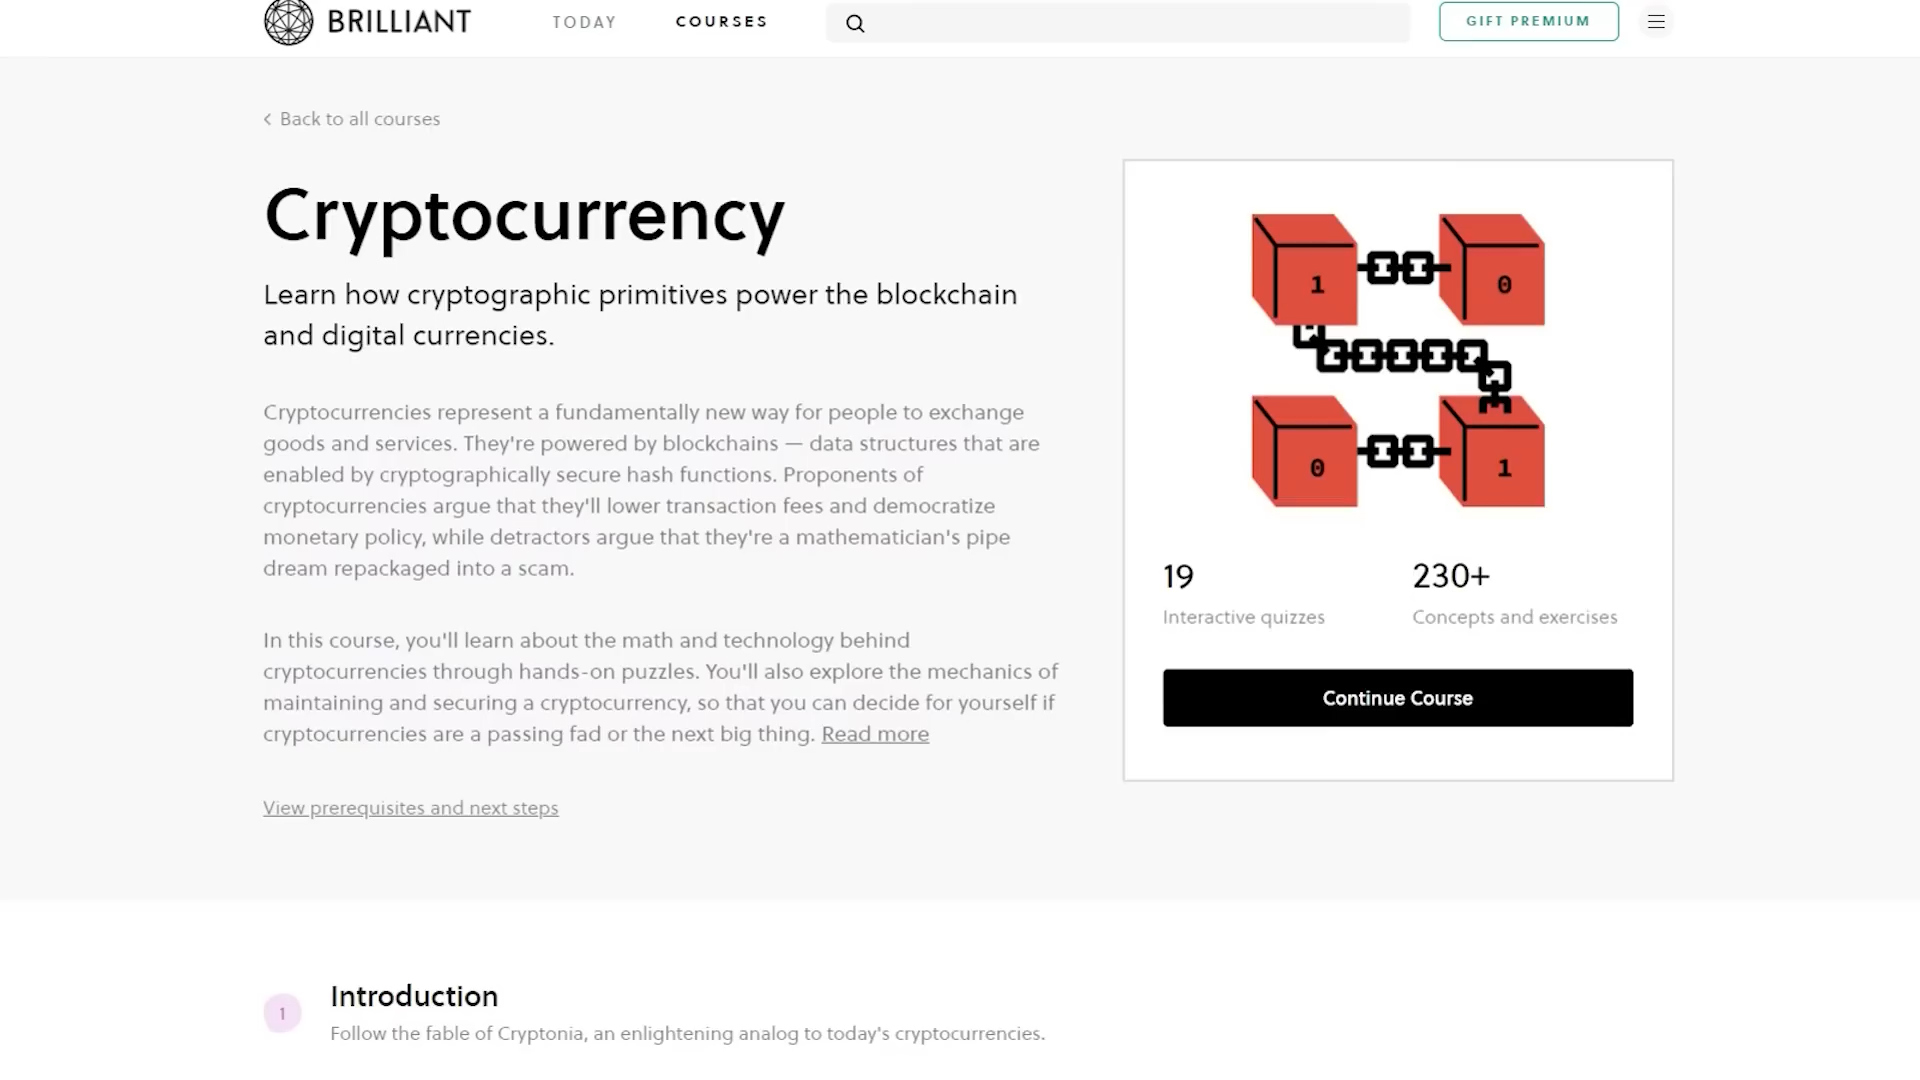 BRILLIANT
TODAY
COURSES
GIFT PREMIUM
Back to all courses
Cryptocurrency
Learn how cryptographic primitives power the blockchain
and digital currencies.
Cryptocurrencies represent a fundamentally new way for people to exchange
goods and services. They're powered by blockchains — data structures that are
enabled by cryptographically secure hash functions. Proponents of
cryptocurrencies argue that they'll lower transaction fees and democratize
monetary policy, while detractors argue that they're a mathematician's pipe
dream repackaged into a scam.
In this course, you'll learn about the math and technology behind
cryptocurrencies through hands-on puzzles. You'll also explore the mechanics of
maintaining and securing a cryptocurrency, so that you can decide for yourself if
cryptocurrencies are a passing fad or the next big thing. Read more
View prerequisites and next steps
1 0
0 1
19 230+
Interactive quizzes Concepts and exercises
Continue Course
1
Introduction
Follow the fable of Cryptonia, an enlightening analog to today's cryptocurrencies.